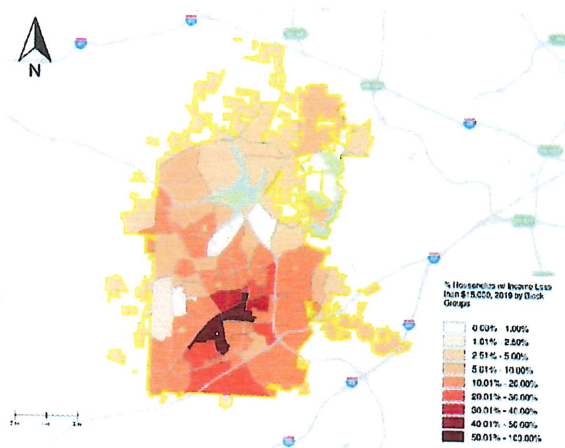 N
% Households w/ Income Less
than $15,000, 2019 by Block
Groups
0.00% - 1.00%
1.01% - 2.50%
2.51% - 5.00%
5.01% - 10.00%
10.01% - 20.00%
20.01% - 30.00%
30.01% - 40.00%
40.01% - 50.00%
50.01% - 100.00%